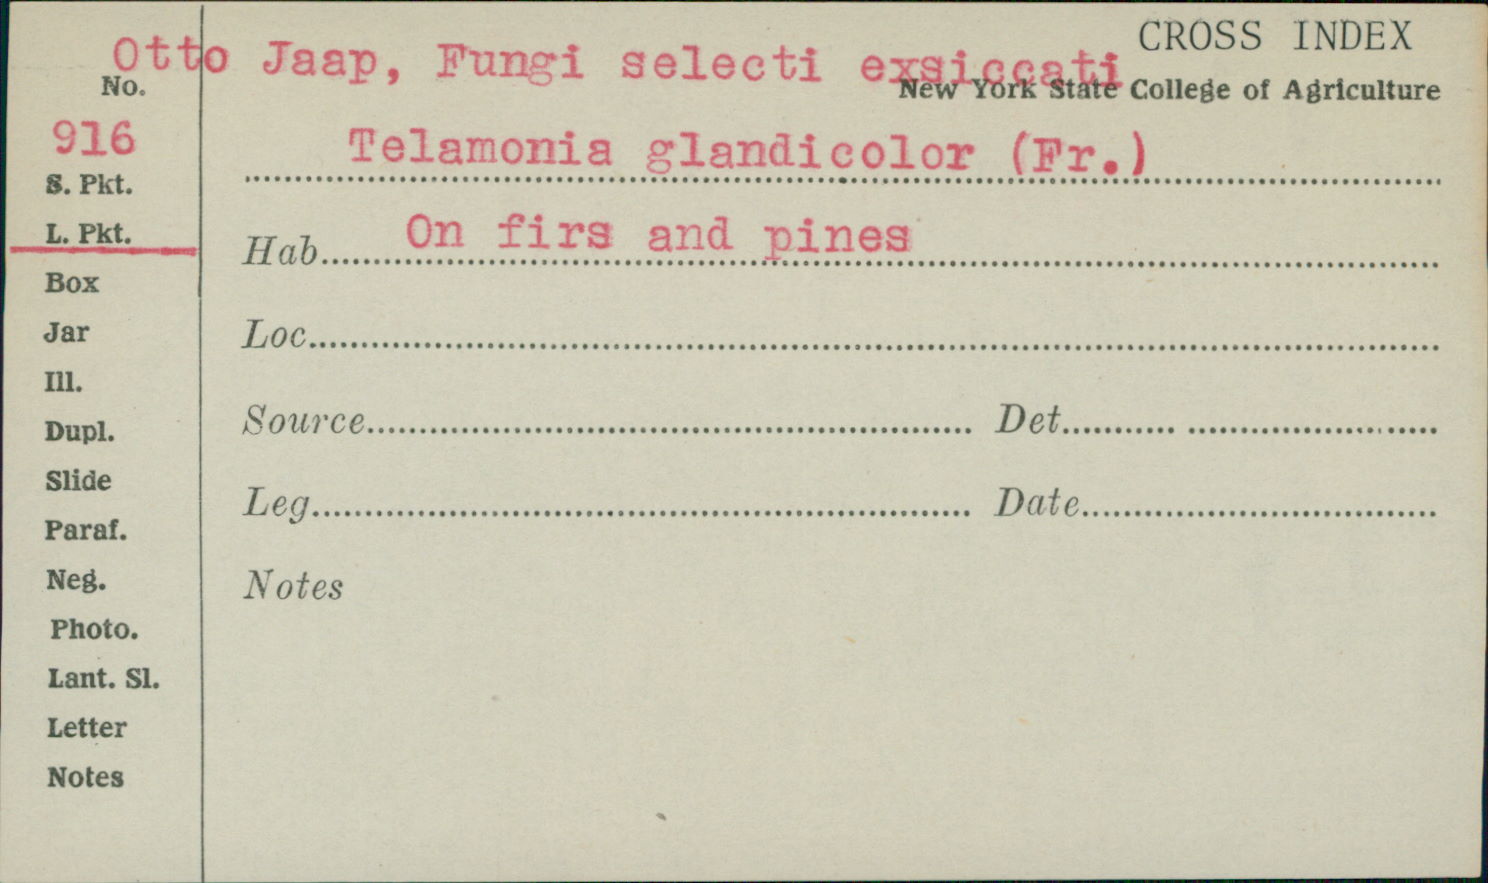 CROSS INDEX
Otto Jaap, Fungi selecti exsiccati
No.
New York State College of Agriculture
916
Telamonia glandicolor (Fr.)
S. Pkt.
L. Pkt.
Hab. On firs and pines
Box
Jar
Loc.
Ill.
Dupl.
Source Det.
Slide
Leg. Date
Paraf.
Neg.
Notes
Photo.
Lant. Sl.
Letter
Notes